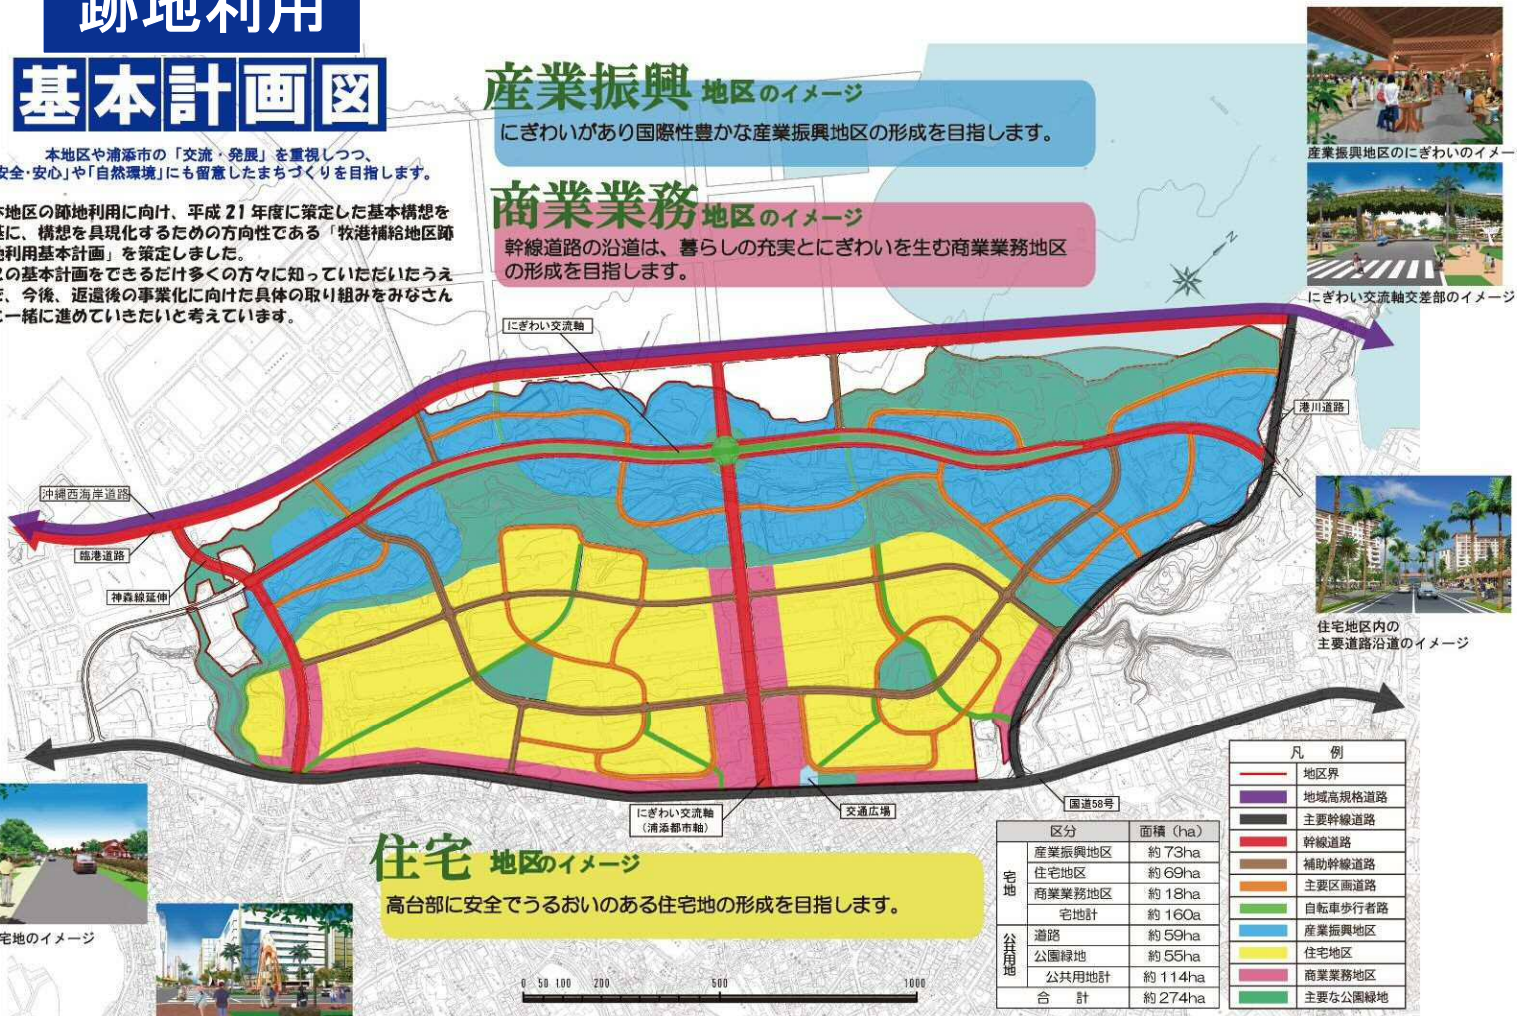 跡地利用
基本計画図
本地区や浦添市の「交流・発展」を重視しつつ、
安全・安心」や「自然環境」にも留意したまちづくりを目指します。
本地区の跡地利用に向け、平成21年度に策定した基本構想を
基に、構想を具現化するための方向性である「牧港補給地区跡
地利用基本計画」を策定しました。
の基本計画をできるだけ多くの方々に知っていただいたうえ
、今後、返還後の事業化に向けた具体の取り組みをみなさん
と一緒に進めていきたいと考えています。
産業振興 地区のイメージ
にぎわいがあり国際性豊かな産業振興地区の形成を目指します。
商業業務 地区のイメージ
幹線道路の沿道は、暮らしの充実とにぎわいを生む商業業務地区
の形成を目指します。
産業振興地区のにぎわいのイメー
にぎわい交流軸交差部のイメージ
N
にぎわい交流軸
港川道路
沖縄西海岸道路
臨港道路
神森線延伸
住宅地区内の
主要道路沿道のイメージ
にぎわい交流軸
(浦添都市軸)
交通広場
国道58号
住宅 地区のイメージ
高台部に安全でうるおいのある住宅地の形成を目指します。
宅地のイメージ
0 50 100 200 500 1000
区分 面積(ha)
宅地
産業振興地区 約73ha
住宅地区 約69ha
商業業務地区 約18ha
宅地計 約160a
公共用地
道路 約59ha
公園緑地 約55ha
公共用地計 約114ha
合 計 約274ha
凡 例
地区界
地域高規格道路
主要幹線道路
幹線道路
補助幹線道路
主要区画道路
自転車歩行者路
産業振興地区
住宅地区
商業業務地区
主要な公園緑地